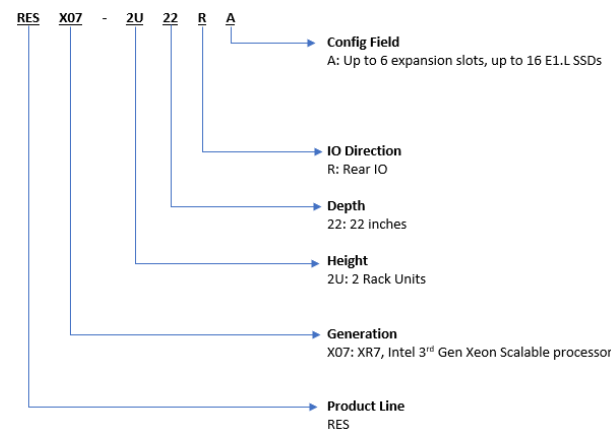 RES X07 - 2U 22 R A
Config Field
A: Up to 6 expansion slots, up to 16 E1.L SSDs
IO Direction
R: Rear IO
Depth
22: 22 inches
Height
2U: 2 Rack Units
Generation
X07: XR7, Intel 3rd Gen Xeon Scalable processor
Product Line
RES